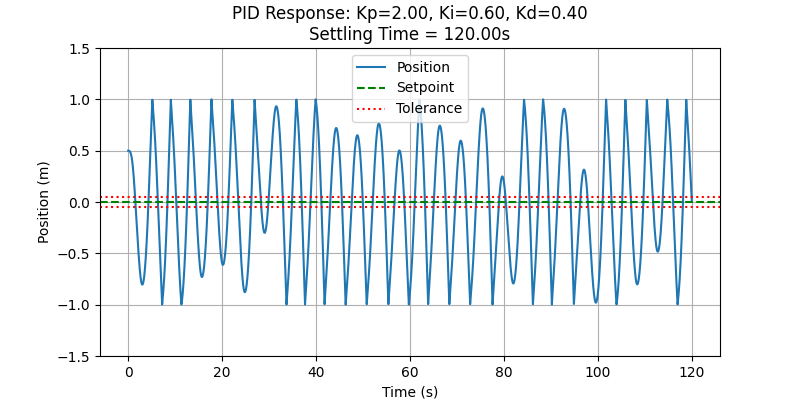 PID Response: Kp=2.00, Ki=0.60, Kd=0.40
Settling Time = 120.00s
Position
Setpoint
Tolerance
Position (m)
1.5
1.0
0.5
0.0
−0.5
−1.0
−1.5
0 20 40 60 80 100 120
Time (s)